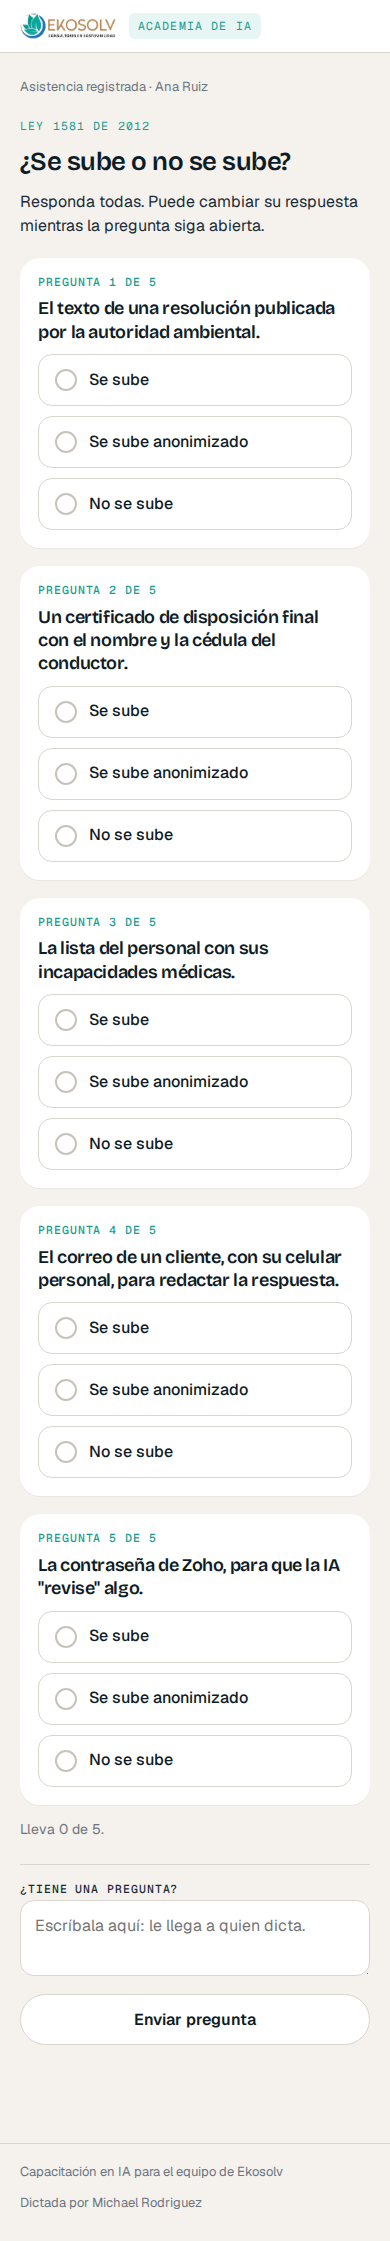 EKOSOLV
ACADEMIA DE IA
Asistencia registrada · Ana Ruiz
LEY 1581 DE 2012
¿Se sube o no se sube?
Responda todas. Puede cambiar su respuesta
mientras la pregunta siga abierta.
PREGUNTA 1 DE 5
El texto de una resolución publicada
por la autoridad ambiental.
Se sube
Se sube anonimizado
No se sube
PREGUNTA 2 DE 5
Un certificado de disposición final
con el nombre y la cédula del
conductor.
Se sube
Se sube anonimizado
No se sube
PREGUNTA 3 DE 5
La lista del personal con sus
incapacidades médicas.
Se sube
Se sube anonimizado
No se sube
PREGUNTA 4 DE 5
El correo de un cliente, con su celular
personal, para redactar la respuesta.
Se sube
Se sube anonimizado
No se sube
PREGUNTA 5 DE 5
La contraseña de Zoho, para que la IA
"revise" algo.
Se sube
Se sube anonimizado
No se sube
Lleva 0 de 5.
¿TIENE UNA PREGUNTA?
Escríbala aquí: le llega a quien dicta.
Enviar pregunta
Capacitación en IA para el equipo de Ekosolv
Dictada por Michael Rodriguez